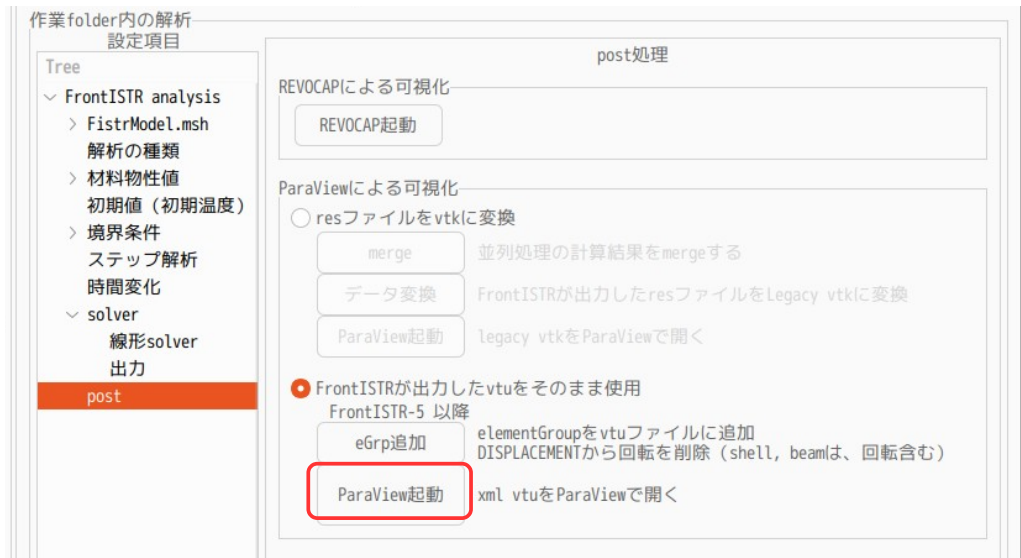 作業folder内の解析
設定項目
Tree
FrontISTR analysis
FistrModel.msh
解析の種類
材料物性値
初期値（初期温度）
境界条件
ステップ解析
時間変化
solver
線形solver
出力
post
post処理
REVOCAPによる可視化
REVOCAP起動
ParaViewによる可視化
resファイルをvtkに変換
merge 並列処理の計算結果をmergeする
データ変換 FrontISTRが出力したresファイルをLegacy vtkに変換
ParaView起動 legacy vtkをParaViewで開く
FrontISTRが出力したvtuをそのまま使用
FrontISTR-5 以降
eGrp追加 elementGroupをvtuファイルに追加
DISPLACEMENTから回転を削除（shell, beamは、回転含む）
ParaView起動 xml vtuをParaViewで開く